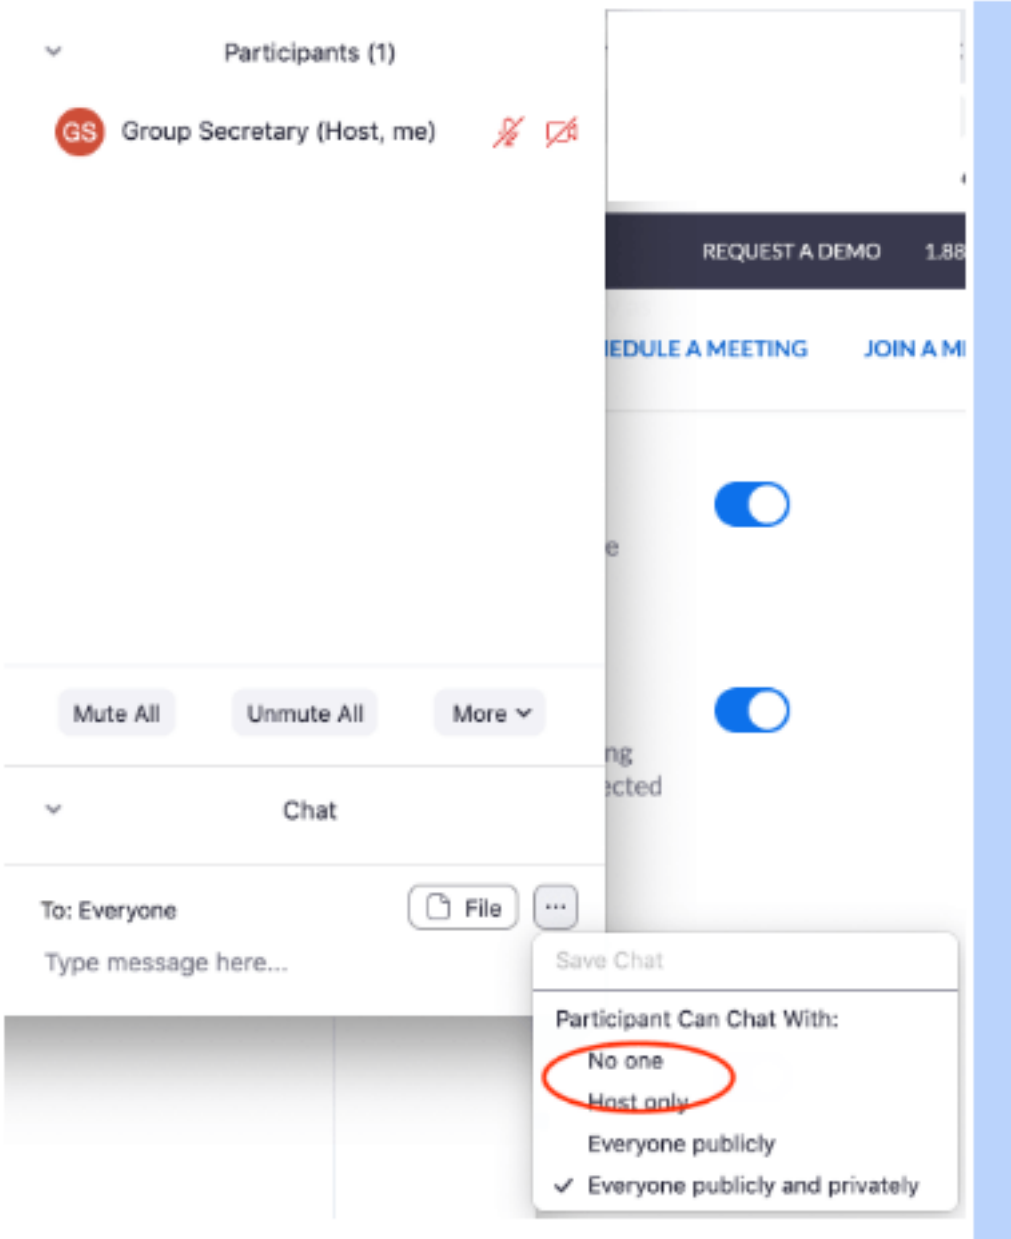 Participants (1)
GS Group Secretary (Host, me)
REQUEST A DEMO 1.88
EDULE A MEETING JOIN A M
e
Mute All Unmute All More
ng
ected
Chat
To: Everyone File ...
Type message here...
Save Chat
Participant Can Chat With:
No one
Host only
Everyone publicly
✓ Everyone publicly and privately